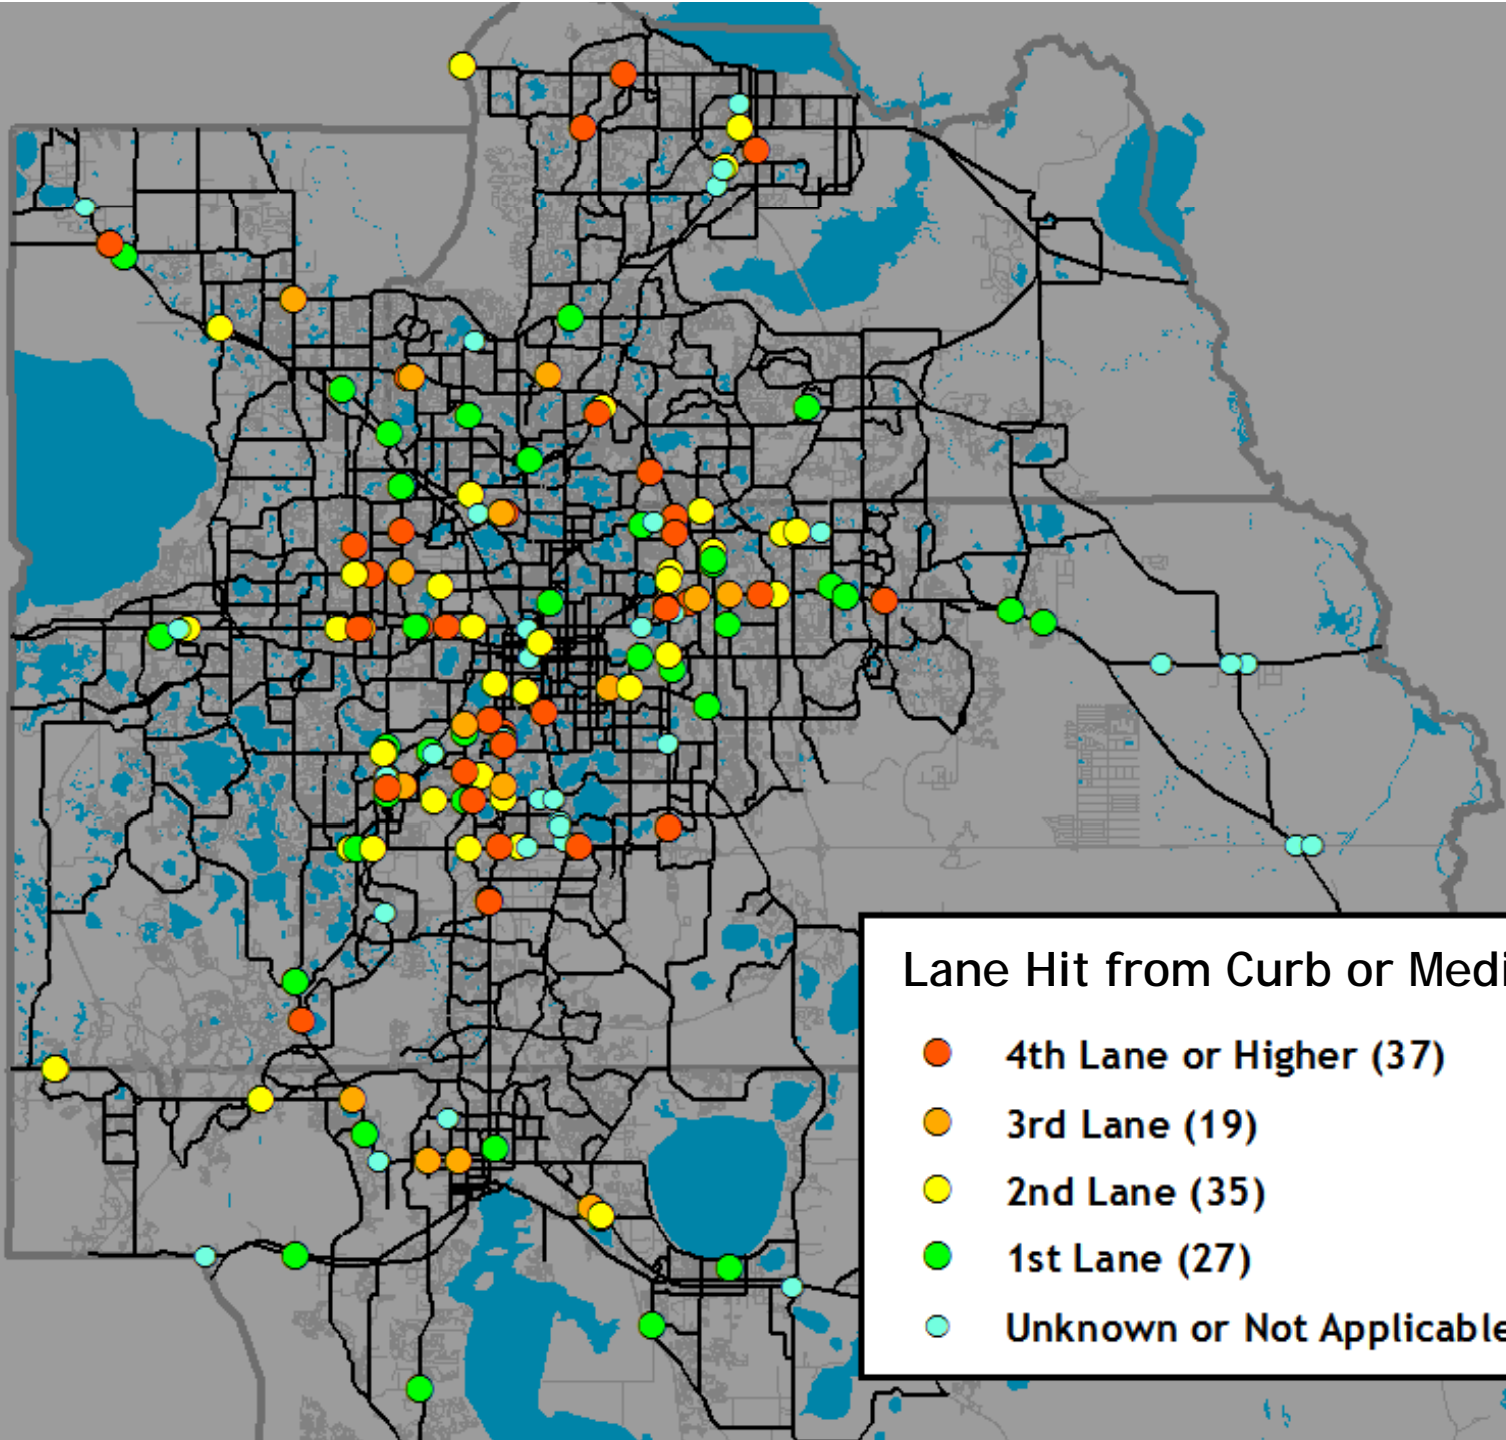 Lane Hit from Curb or Medi
4th Lane or Higher (37)
3rd Lane (19)
2nd Lane (35)
1st Lane (27)
Unknown or Not Applicable